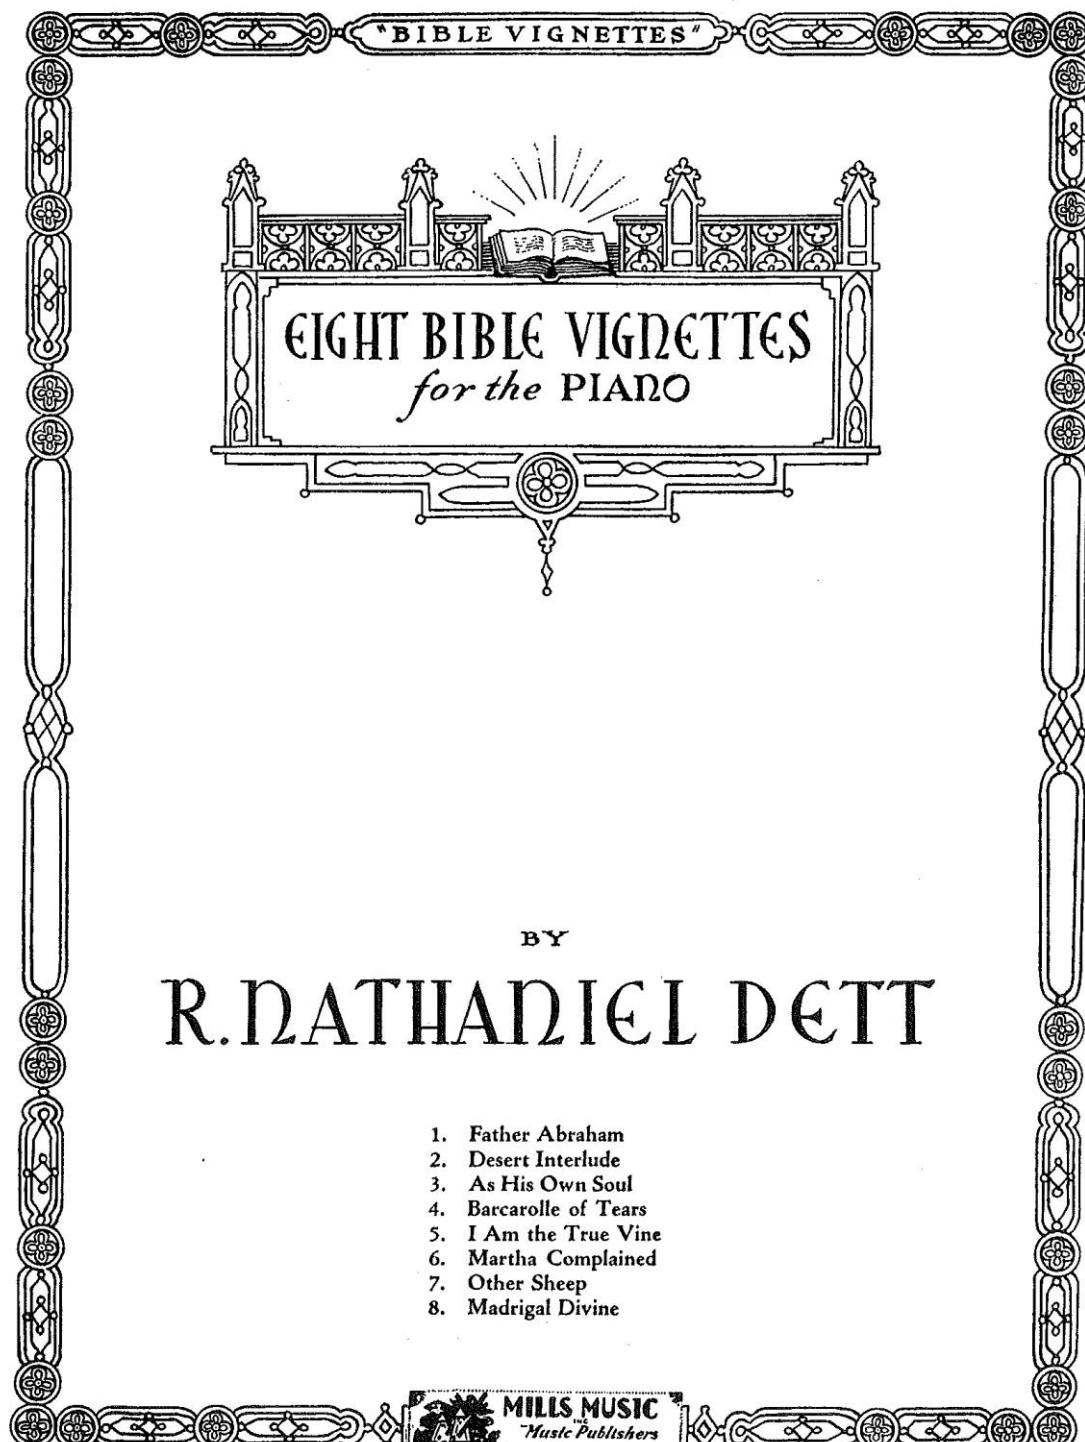 "BIBLE VIGNETTES"
EIGHT BIBLE VIGNETTES
for the PIANO
BY
R. NATHANIEL DETT
1. Father Abraham
2. Desert Interlude
3. As His Own Soul
4. Barcarolle of Tears
5. I Am the True Vine
6. Martha Complained
7. Other Sheep
8. Madrigal Divine
MILLS MUSIC
INC
Music Publishers